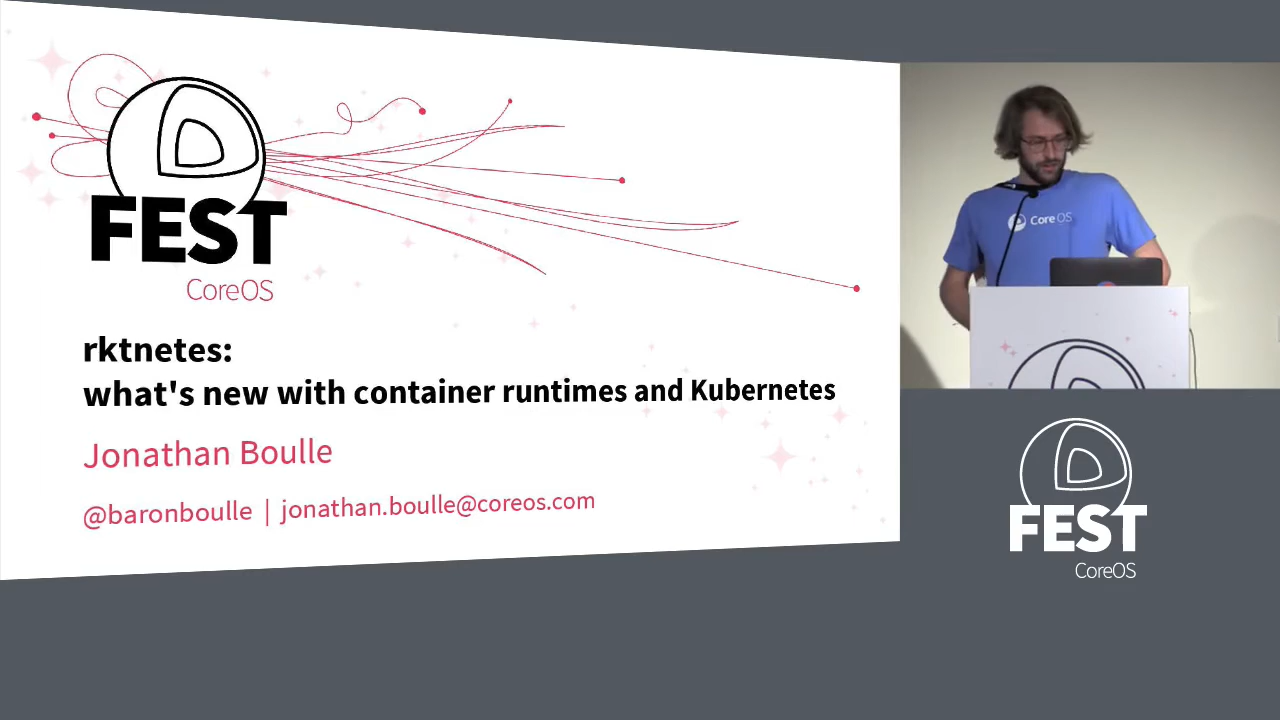 FEST
CoreOS
rktnetes:
what's new with container runtimes and Kubernetes
Jonathan Boulle
@baronboulle | jonathan.boulle@coreos.com
CoreOS
FEST
CoreOS